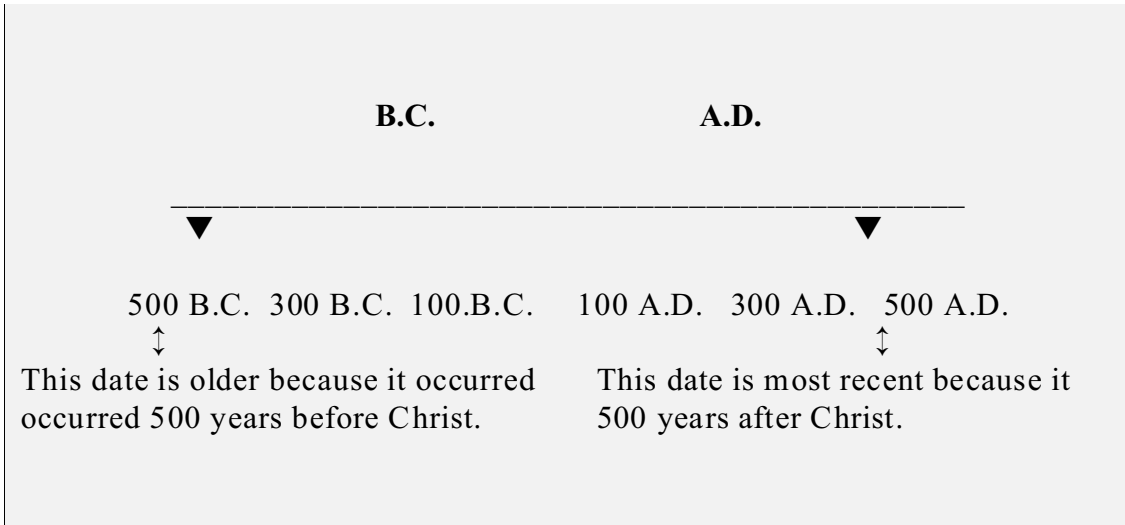 B.C. A.D.
500 B.C. 300 B.C. 100.B.C. 100 A.D. 300 A.D. 500 A.D.
This date is older because it occurred This date is most recent because it
occurred 500 years before Christ. 500 years after Christ.